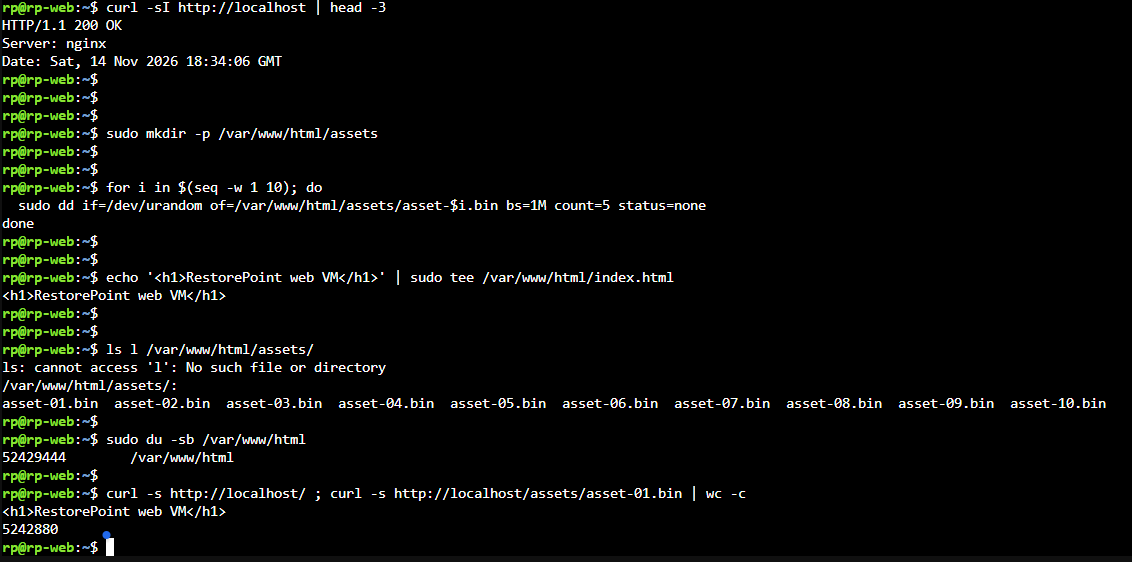 rp@rp-web:~$ curl -sI http://localhost | head -3
HTTP/1.1 200 OK
Server: nginx
Date: Sat, 14 Nov 2026 18:34:06 GMT
rp@rp-web:~$
rp@rp-web:~$
rp@rp-web:~$
rp@rp-web:~$ sudo mkdir -p /var/www/html/assets
rp@rp-web:~$
rp@rp-web:~$
rp@rp-web:~$ for i in $(seq -w 1 10); do
  sudo dd if=/dev/urandom of=/var/www/html/assets/asset-$i.bin bs=1M count=5 status=none
done
rp@rp-web:~$
rp@rp-web:~$
rp@rp-web:~$ echo '<h1>RestorePoint web VM</h1>' | sudo tee /var/www/html/index.html
<h1>RestorePoint web VM</h1>
rp@rp-web:~$
rp@rp-web:~$
rp@rp-web:~$ ls l /var/www/html/assets/
ls: cannot access 'l': No such file or directory
/var/www/html/assets/:
asset-01.bin  asset-02.bin  asset-03.bin  asset-04.bin  asset-05.bin  asset-06.bin  asset-07.bin  asset-08.bin  asset-09.bin  asset-10.bin
rp@rp-web:~$
rp@rp-web:~$ sudo du -sb /var/www/html
52429444        /var/www/html
rp@rp-web:~$
rp@rp-web:~$ curl -s http://localhost/ ; curl -s http://localhost/assets/asset-01.bin | wc -c
<h1>RestorePoint web VM</h1>
5242880
rp@rp-web:~$